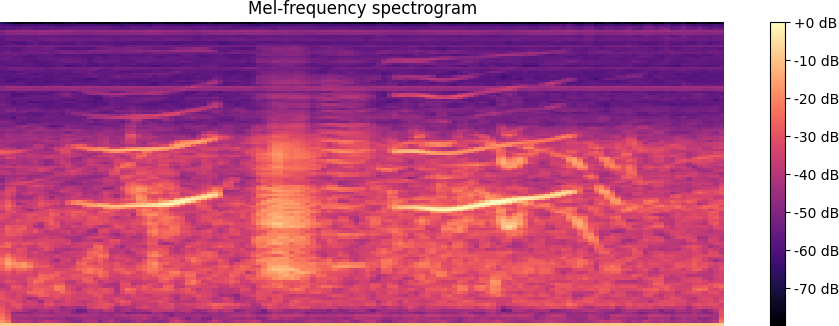 Mel-frequency spectrogram
+0 dB
-10 dB
-20 dB
-30 dB
-40 dB
-50 dB
-60 dB
-70 dB